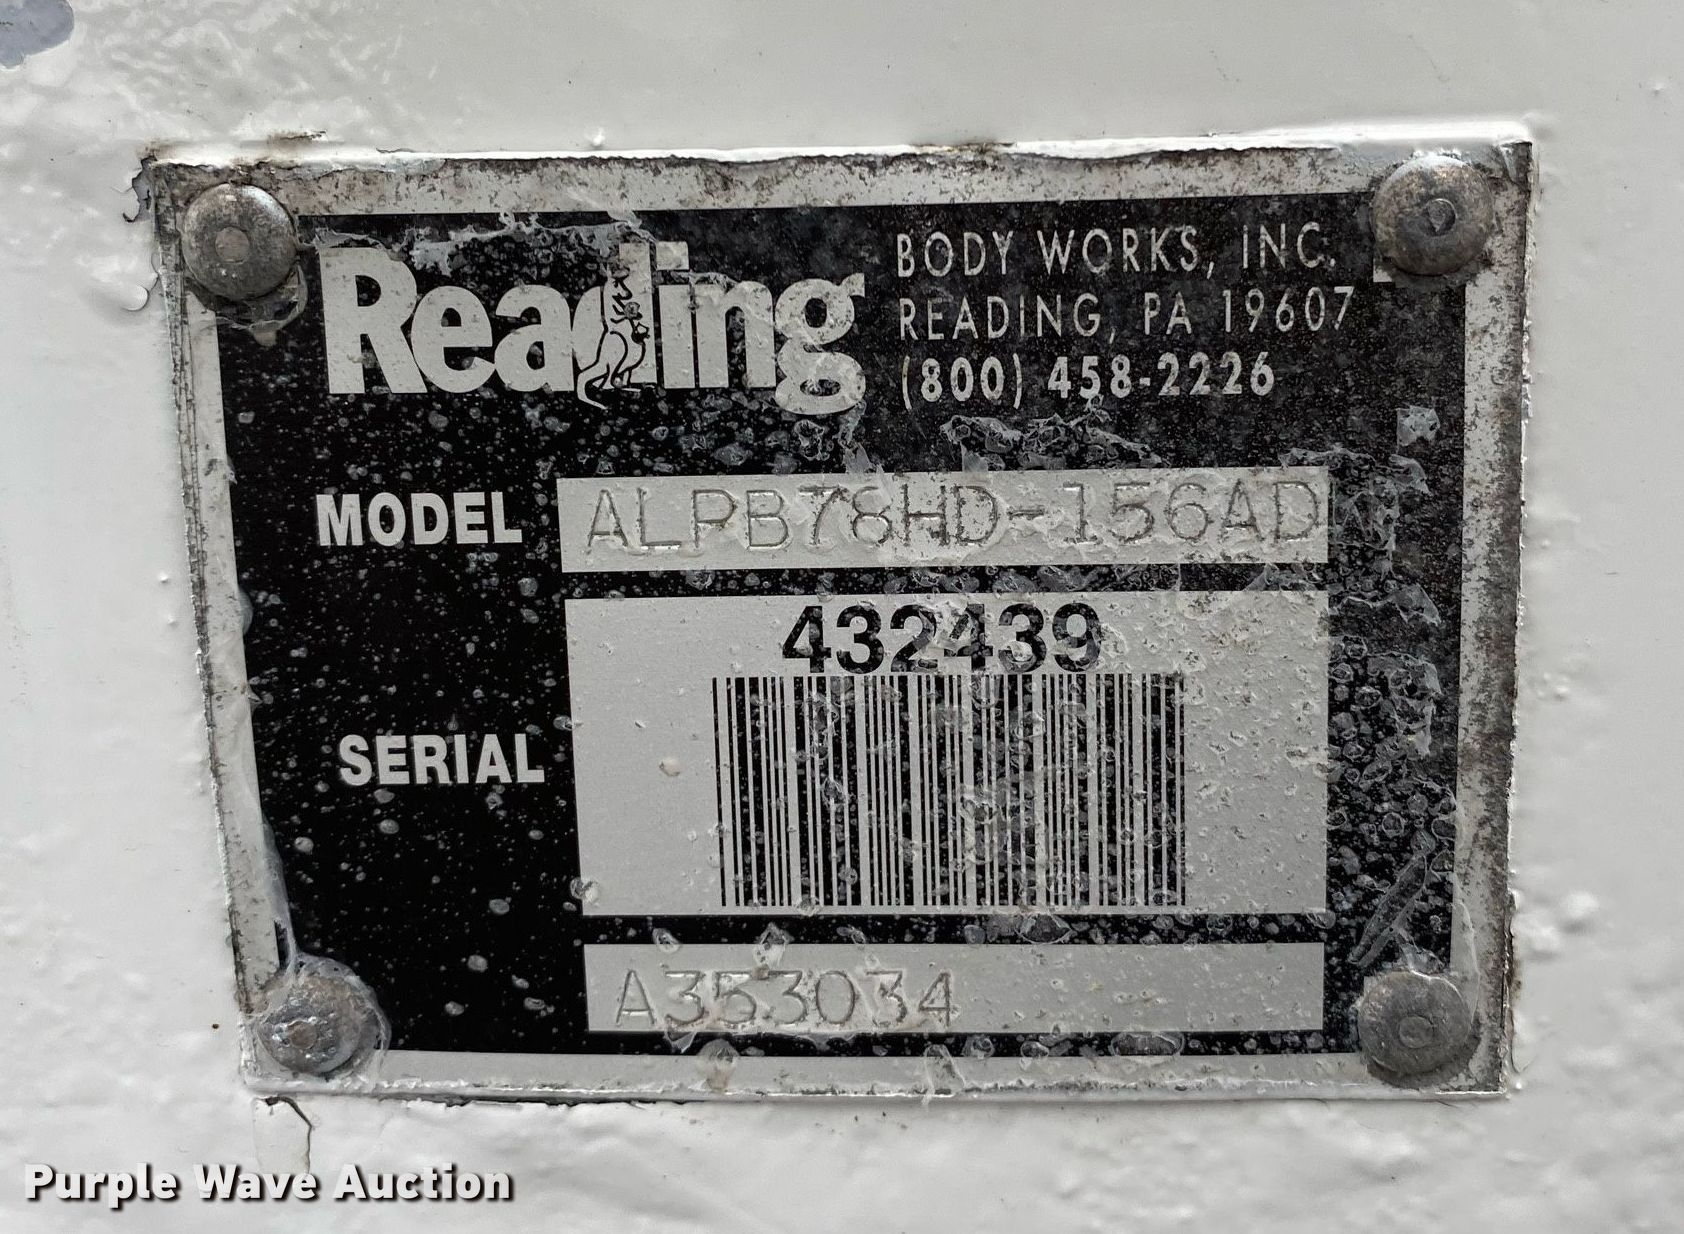 Reading
BODY WORKS, INC.
READING, PA 19607
(800) 458-2226
MODEL ALPB78HD-156AD
432439
SERIAL
A353034
Purple Wave Auction